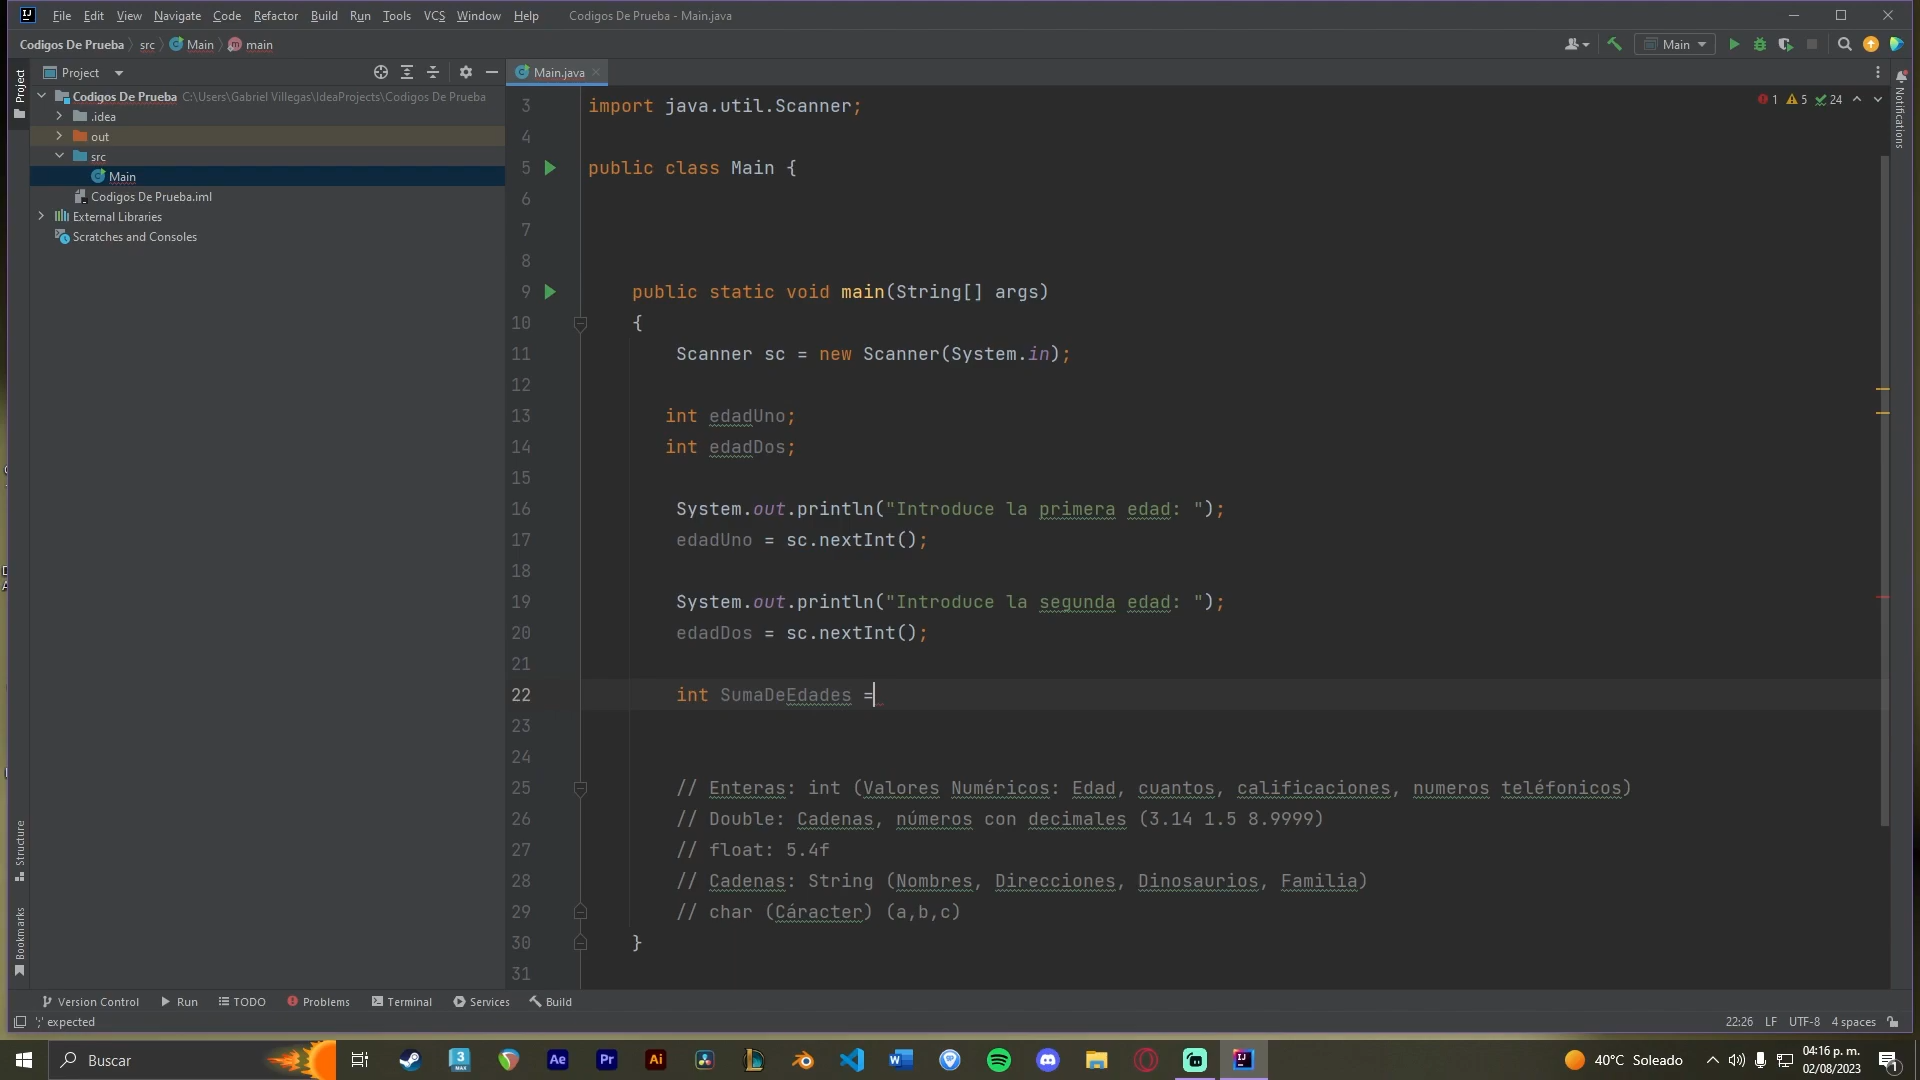 File Edit View Navigate Code Refactor Build Run Tools VCS Window Help Codigos De Prueba - Main.java
Codigos De Prueba src Main main
Main
Project
Project
Codigos De Prueba C:\Users\Gabriel Villegas\IdeaProjects\Codigos De Prueba
.idea
out
src
Main
Codigos De Prueba.iml
External Libraries
Scratches and Consoles
Structure
Bookmarks
Main.java
1 5 24
Notifications
3 import java.util.Scanner;
4
5 public class Main {
6
7
8
9 public static void main(String[] args)
10 {
11 Scanner sc = new Scanner(System.in);
12
13 int edadUno;
14 int edadDos;
15
16 System.out.println("Introduce la primera edad: ");
17 edadUno = sc.nextInt();
18
19 System.out.println("Introduce la segunda edad: ");
20 edadDos = sc.nextInt();
21
22 int SumaDeEdades =
23
24
25 // Enteras: int (Valores Numéricos: Edad, cuantos, calificaciones, numeros teléfonicos)
26 // Double: Cadenas, números con decimales (3.14 1.5 8.9999)
27 // float: 5.4f
28 // Cadenas: String (Nombres, Direcciones, Dinosaurios, Familia)
29 // char (Cáracter) (a,b,c)
30 }
31
Version Control Run TODO Problems Terminal Services Build
';' expected 22:26 LF UTF-8 4 spaces
Buscar
3
MAX
Ae Pr Ai
W
IJ
40°C Soleado
04:16 p. m.
02/08/2023
1